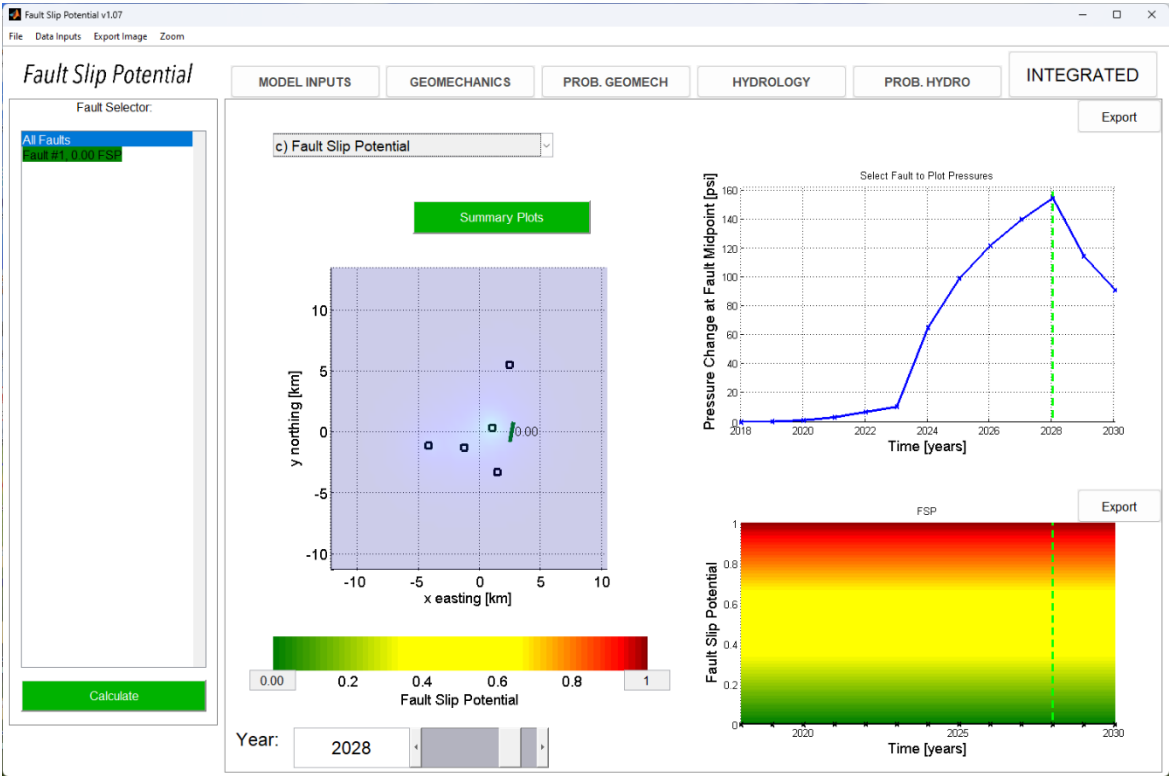 Fault Slip Potential v1.07
File Data Inputs Export Image Zoom
Fault Slip Potential
MODEL INPUTS
GEOMECHANICS
PROB. GEOMECH
HYDROLOGY
PROB. HYDRO
INTEGRATED
Fault Selector:
All Faults
Fault #1, 0.00 FSP
Calculate
Export
c) Fault Slip Potential
Summary Plots
10
5
0
-5
-10
y northing [km]
0.00
-10 -5 0 5 10
x easting [km]
0.00 0.2 0.4 0.6 0.8 1
Fault Slip Potential
Year: 2028
Select Fault to Plot Pressures
Pressure Change at Fault Midpoint [psi]
160
140
120
100
80
60
40
20
0
2018 2020 2022 2024 2026 2028 2030
Time [years]
Export
FSP
Fault Slip Potential
1
0.8
0.6
0.4
0.2
0
2020 2025 2030
Time [years]